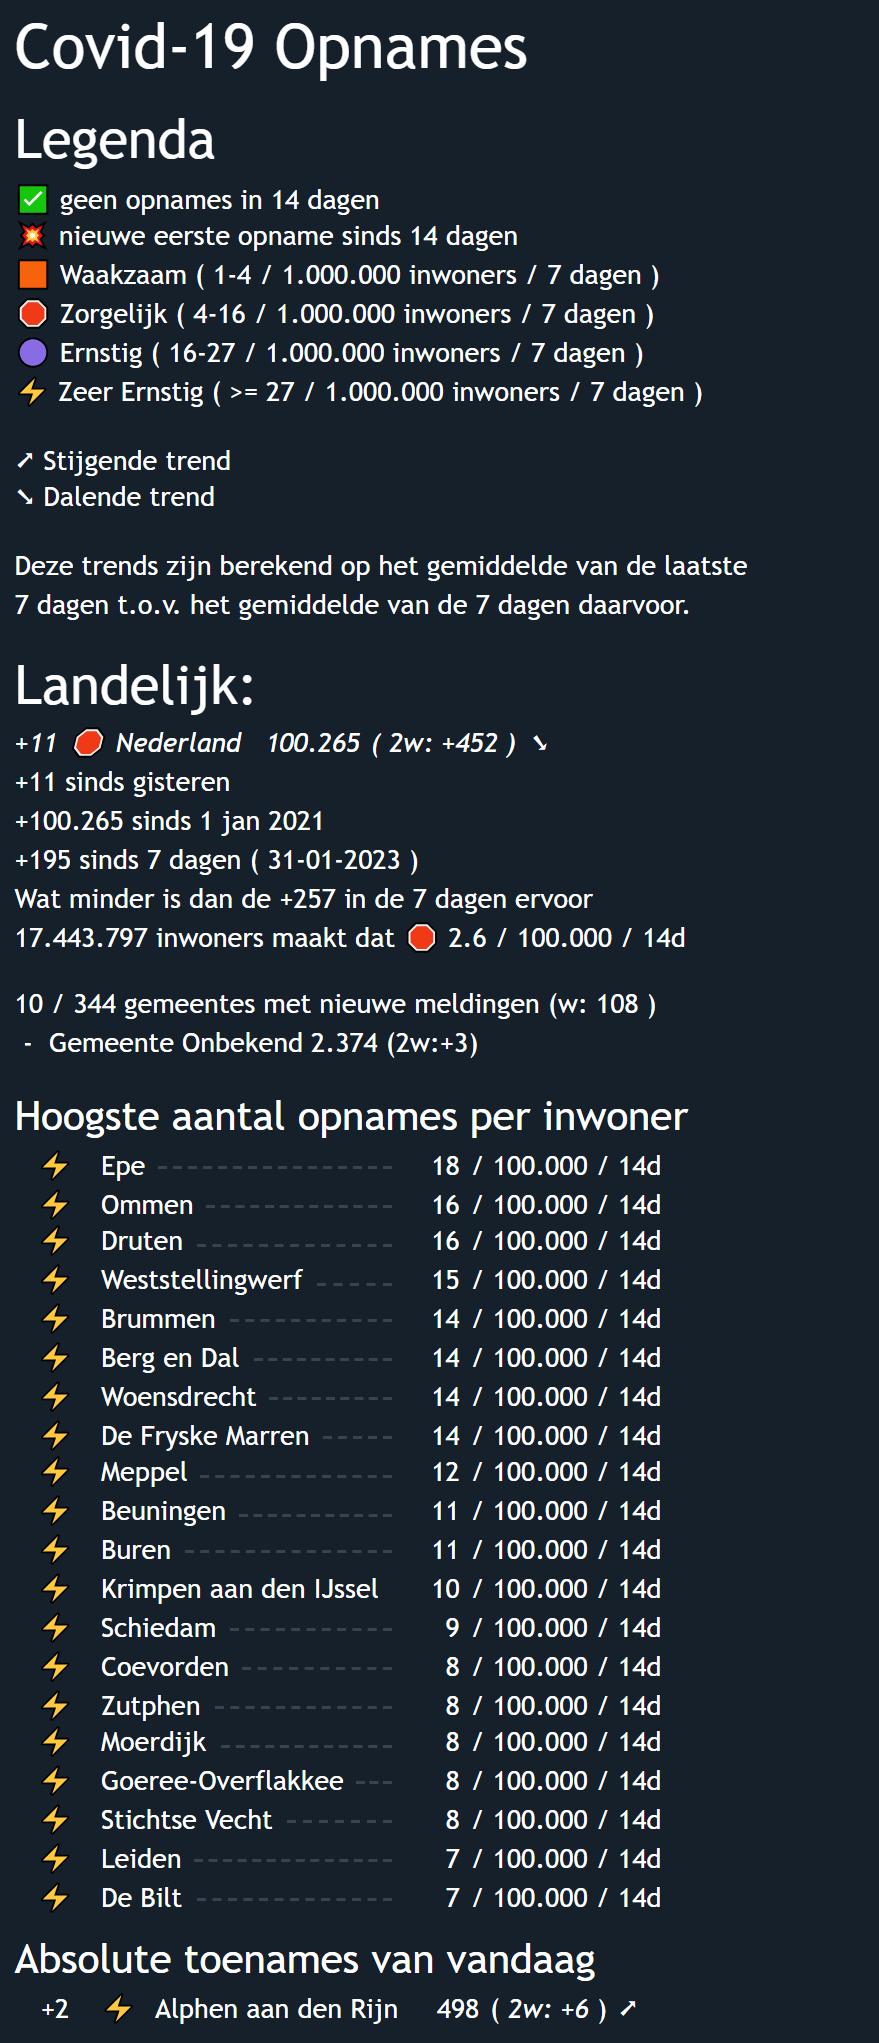 Covid-19 Opnames
Legenda
✅ geen opnames in 14 dagen
💥 nieuwe eerste opname sinds 14 dagen
🟧 Waakzaam ( 1-4 / 1.000.000 inwoners / 7 dagen )
🛑 Zorgelijk ( 4-16 / 1.000.000 inwoners / 7 dagen )
🟣 Ernstig ( 16-27 / 1.000.000 inwoners / 7 dagen )
⚡ Zeer Ernstig ( >= 27 / 1.000.000 inwoners / 7 dagen )
➚ Stijgende trend
➘ Dalende trend
Deze trends zijn berekend op het gemiddelde van de laatste
7 dagen t.o.v. het gemiddelde van de 7 dagen daarvoor.
Landelijk:
+11 🛑 Nederland 100.265 ( 2w: +452 ) ➘
+11 sinds gisteren
+100.265 sinds 1 jan 2021
+195 sinds 7 dagen ( 31-01-2023 )
Wat minder is dan de +257 in de 7 dagen ervoor
17.443.797 inwoners maakt dat 🛑 2.6 / 100.000 / 14d
10 / 344 gemeentes met nieuwe meldingen (w: 108 )
- Gemeente Onbekend 2.374 (2w:+3)
Hoogste aantal opnames per inwoner
⚡ Epe ----------------- 18 / 100.000 / 14d
⚡ Ommen -------------- 16 / 100.000 / 14d
⚡ Druten -------------- 16 / 100.000 / 14d
⚡ Weststellingwerf ----- 15 / 100.000 / 14d
⚡ Brummen ------------ 14 / 100.000 / 14d
⚡ Berg en Dal ---------- 14 / 100.000 / 14d
⚡ Woensdrecht --------- 14 / 100.000 / 14d
⚡ De Fryske Marren ----- 14 / 100.000 / 14d
⚡ Meppel -------------- 12 / 100.000 / 14d
⚡ Beuningen ----------- 11 / 100.000 / 14d
⚡ Buren --------------- 11 / 100.000 / 14d
⚡ Krimpen aan den IJssel 10 / 100.000 / 14d
⚡ Schiedam ------------ 9 / 100.000 / 14d
⚡ Coevorden ----------- 8 / 100.000 / 14d
⚡ Zutphen ------------- 8 / 100.000 / 14d
⚡ Moerdijk ------------ 8 / 100.000 / 14d
⚡ Goeree-Overflakkee --- 8 / 100.000 / 14d
⚡ Stichtse Vecht -------- 8 / 100.000 / 14d
⚡ Leiden -------------- 7 / 100.000 / 14d
⚡ De Bilt -------------- 7 / 100.000 / 14d
Absolute toenames van vandaag
+2 ⚡ Alphen aan den Rijn 498 ( 2w: +6 ) ➚